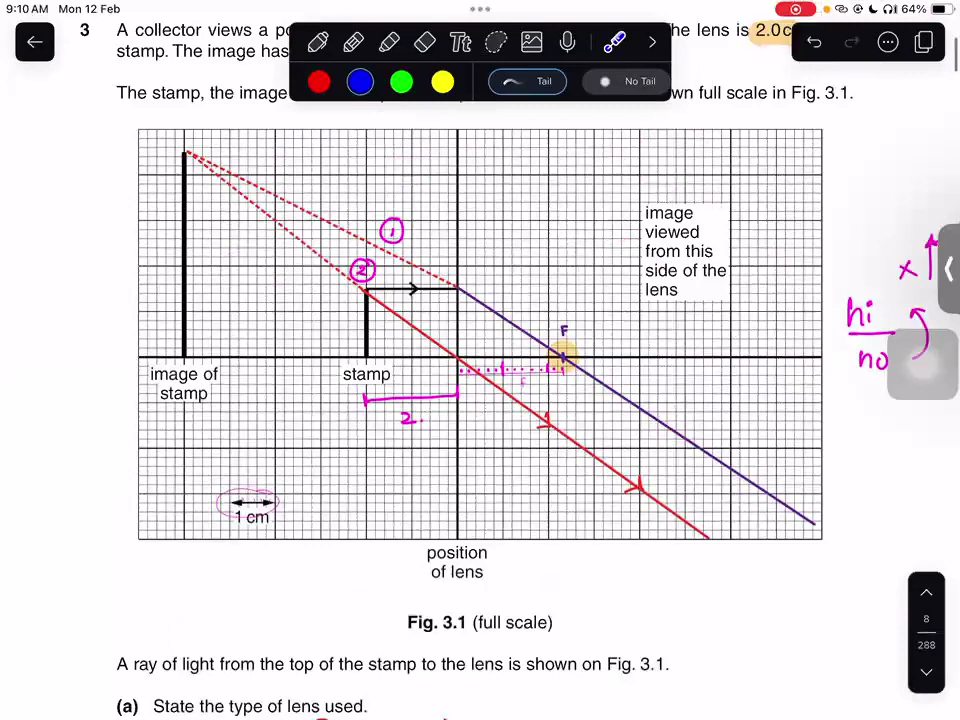 9:10 AM Mon 12 Feb
64%
3 A collector views a po
he lens is 2.0c
stamp. The image has
Tt
Tail
No Tail
The stamp, the image
wn full scale in Fig. 3.1.
image
viewed
from this
side of the
lens
1
2
F
x
hi
no
image of
stamp
stamp
F
2.
1 cm
position
of lens
8
288
Fig. 3.1 (full scale)
A ray of light from the top of the stamp to the lens is shown on Fig. 3.1.
(a) State the type of lens used.